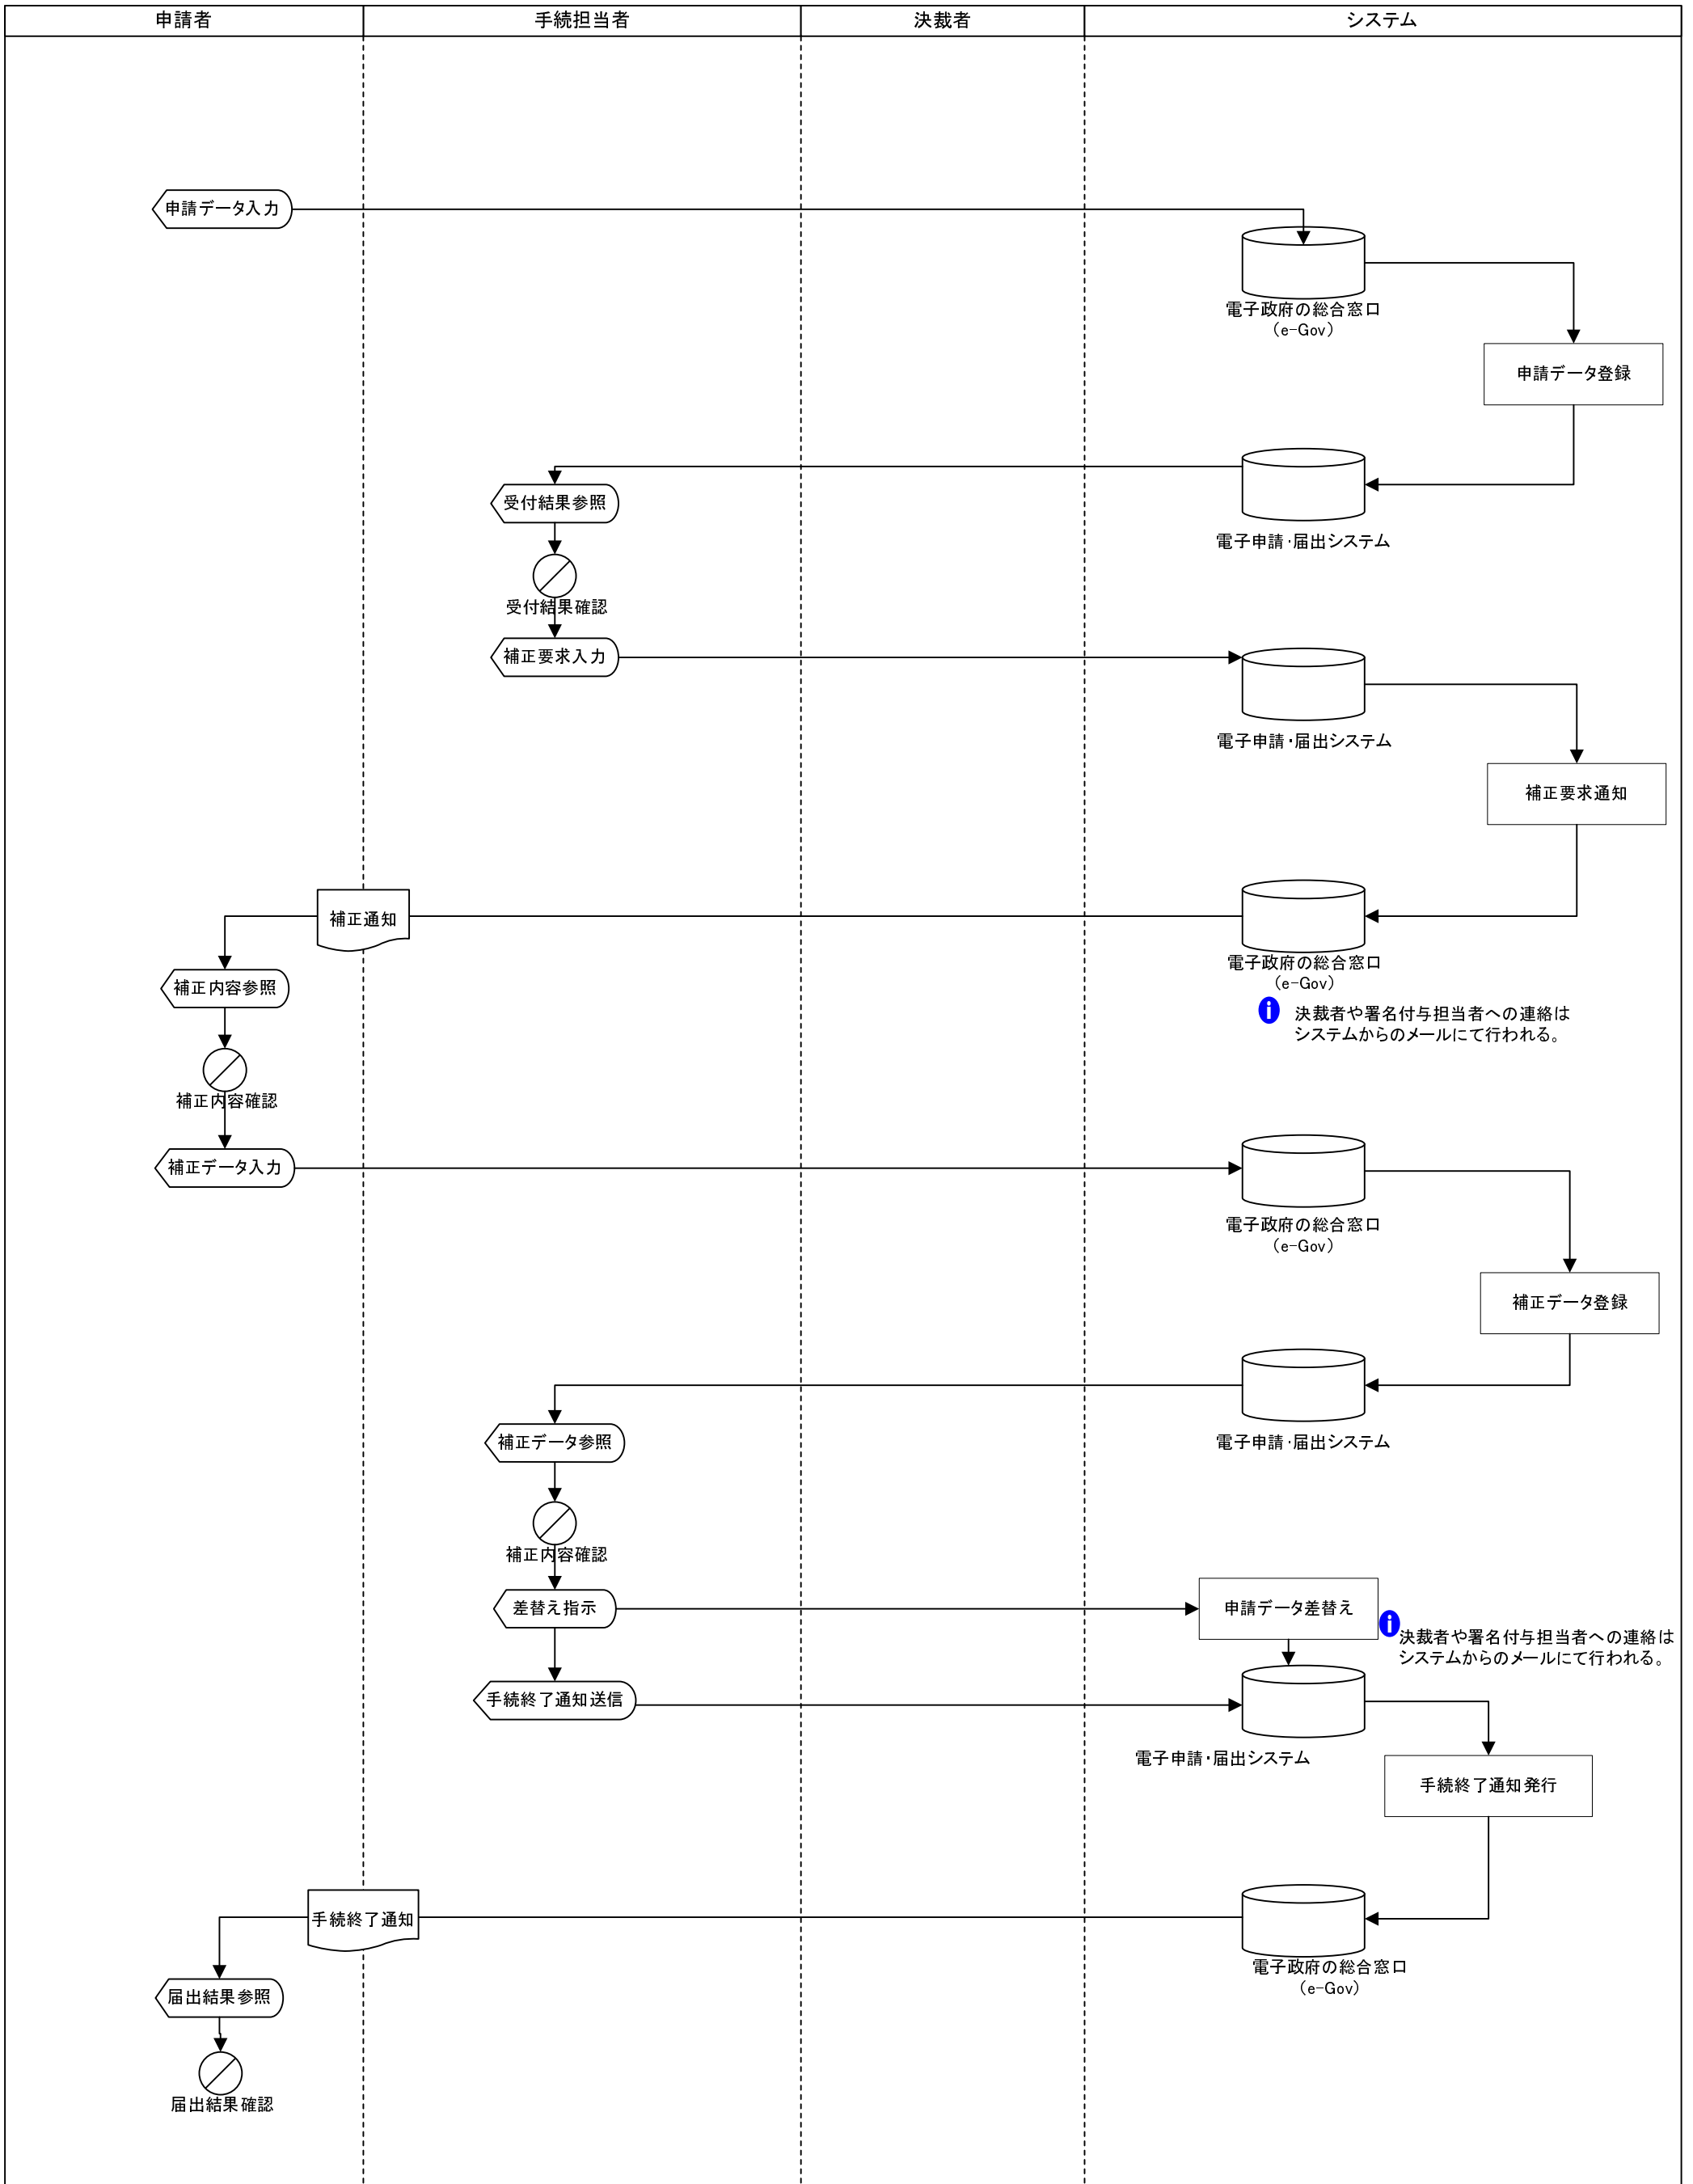 申請者
手続担当者
決裁者
システム
申請データ入力
電子政府の総合窓口
（e-Gov）
申請データ登録
電子申請・届出システム
受付結果参照
受付結果確認
補正要求入力
電子申請・届出システム
補正要求通知
電子政府の総合窓口
（e-Gov）
決裁者や署名付与担当者への連絡は
システムからのメールにて行われる。
補正通知
補正内容参照
補正内容確認
補正データ入力
電子政府の総合窓口
（e-Gov）
補正データ登録
電子申請・届出システム
補正データ参照
補正内容確認
差替え指示
申請データ差替え
決裁者や署名付与担当者への連絡は
システムからのメールにて行われる。
手続終了通知送信
電子申請・届出システム
手続終了通知発行
電子政府の総合窓口
（e-Gov）
手続終了通知
届出結果参照
届出結果確認